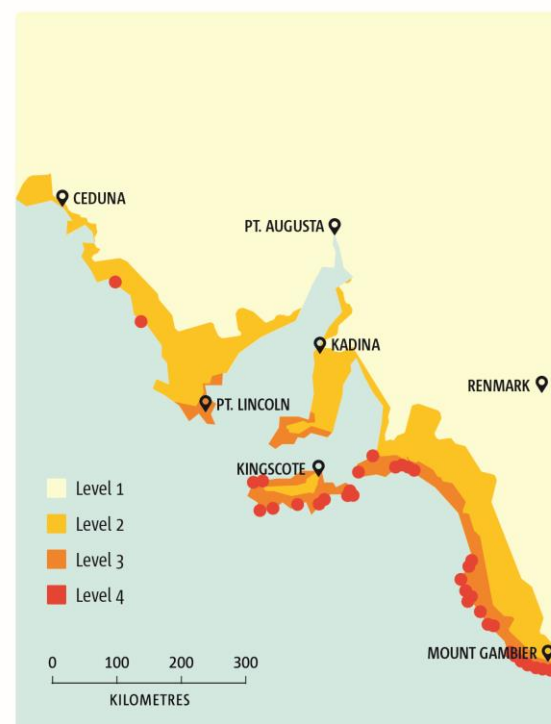 CEDUNA
PT. AUGUSTA
KADINA
RENMARK
PT. LINCOLN
KINGSCOTE
Level 1
Level 2
Level 3
Level 4
MOUNT GAMBIER
0 100 200 300
KILOMETRES